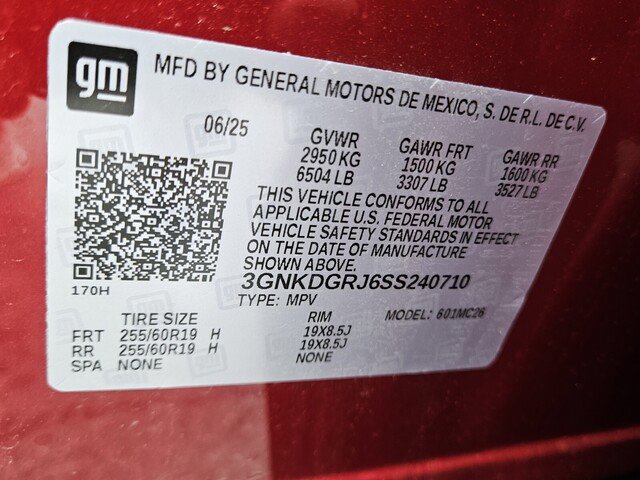 gm
MFD BY GENERAL MOTORS DE MEXICO, S. DE R.L. DE C.V.
06/25
GVWR GAWR FRT GAWR RR
2950 KG 1500 KG 1600 KG
6504 LB 3307 LB 3527 LB
THIS VEHICLE CONFORMS TO ALL
APPLICABLE U.S. FEDERAL MOTOR
VEHICLE SAFETY STANDARDS IN EFFECT
ON THE DATE OF MANUFACTURE
SHOWN ABOVE.
3GNKDGRJ6SS240710
170H
TYPE: MPV MODEL: 601MC26
TIRE SIZE RIM
FRT 255/60R19 H 19X8.5J
RR 255/60R19 H 19X8.5J
SPA NONE NONE